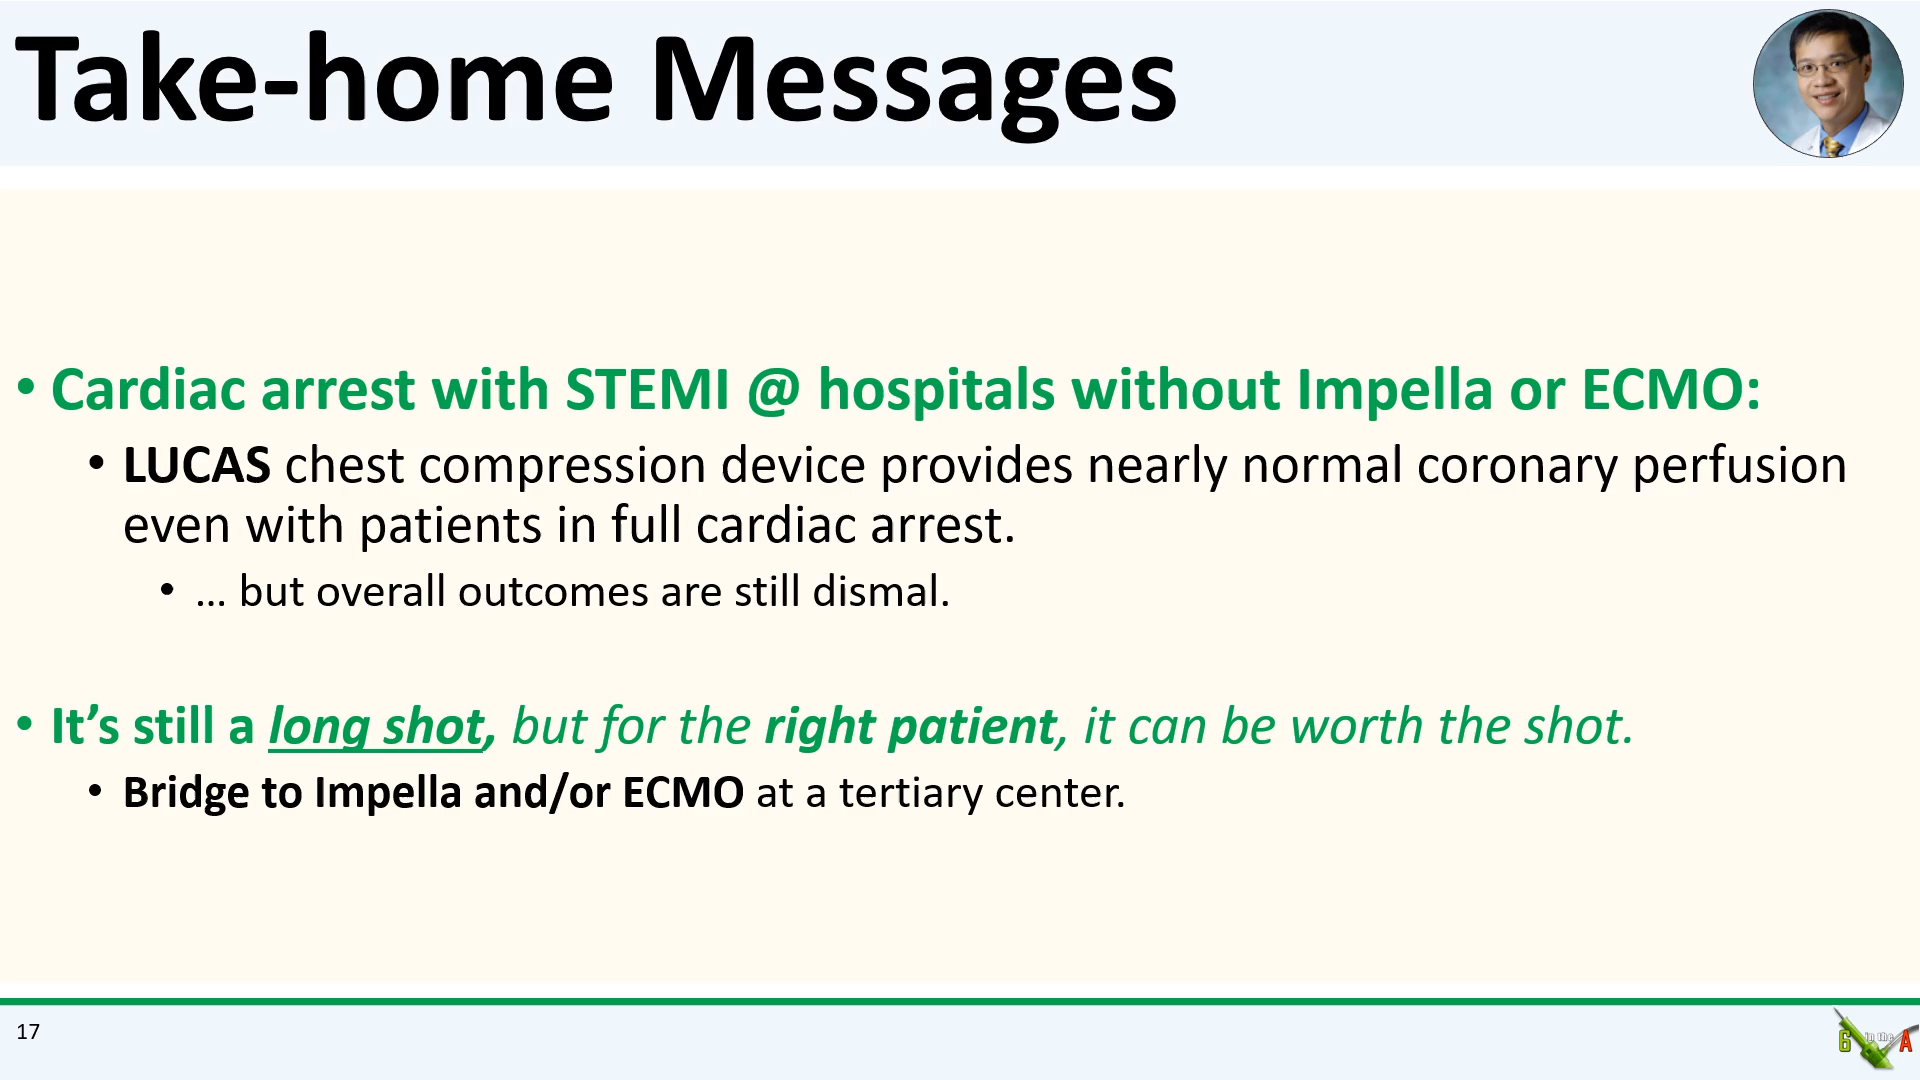 Take-home Messages
• Cardiac arrest with STEMI @ hospitals without Impella or ECMO:
• LUCAS chest compression device provides nearly normal coronary perfusion
even with patients in full cardiac arrest.
• … but overall outcomes are still dismal.
• It’s still a long shot, but for the right patient, it can be worth the shot.
• Bridge to Impella and/or ECMO at a tertiary center.
17
6 in the A